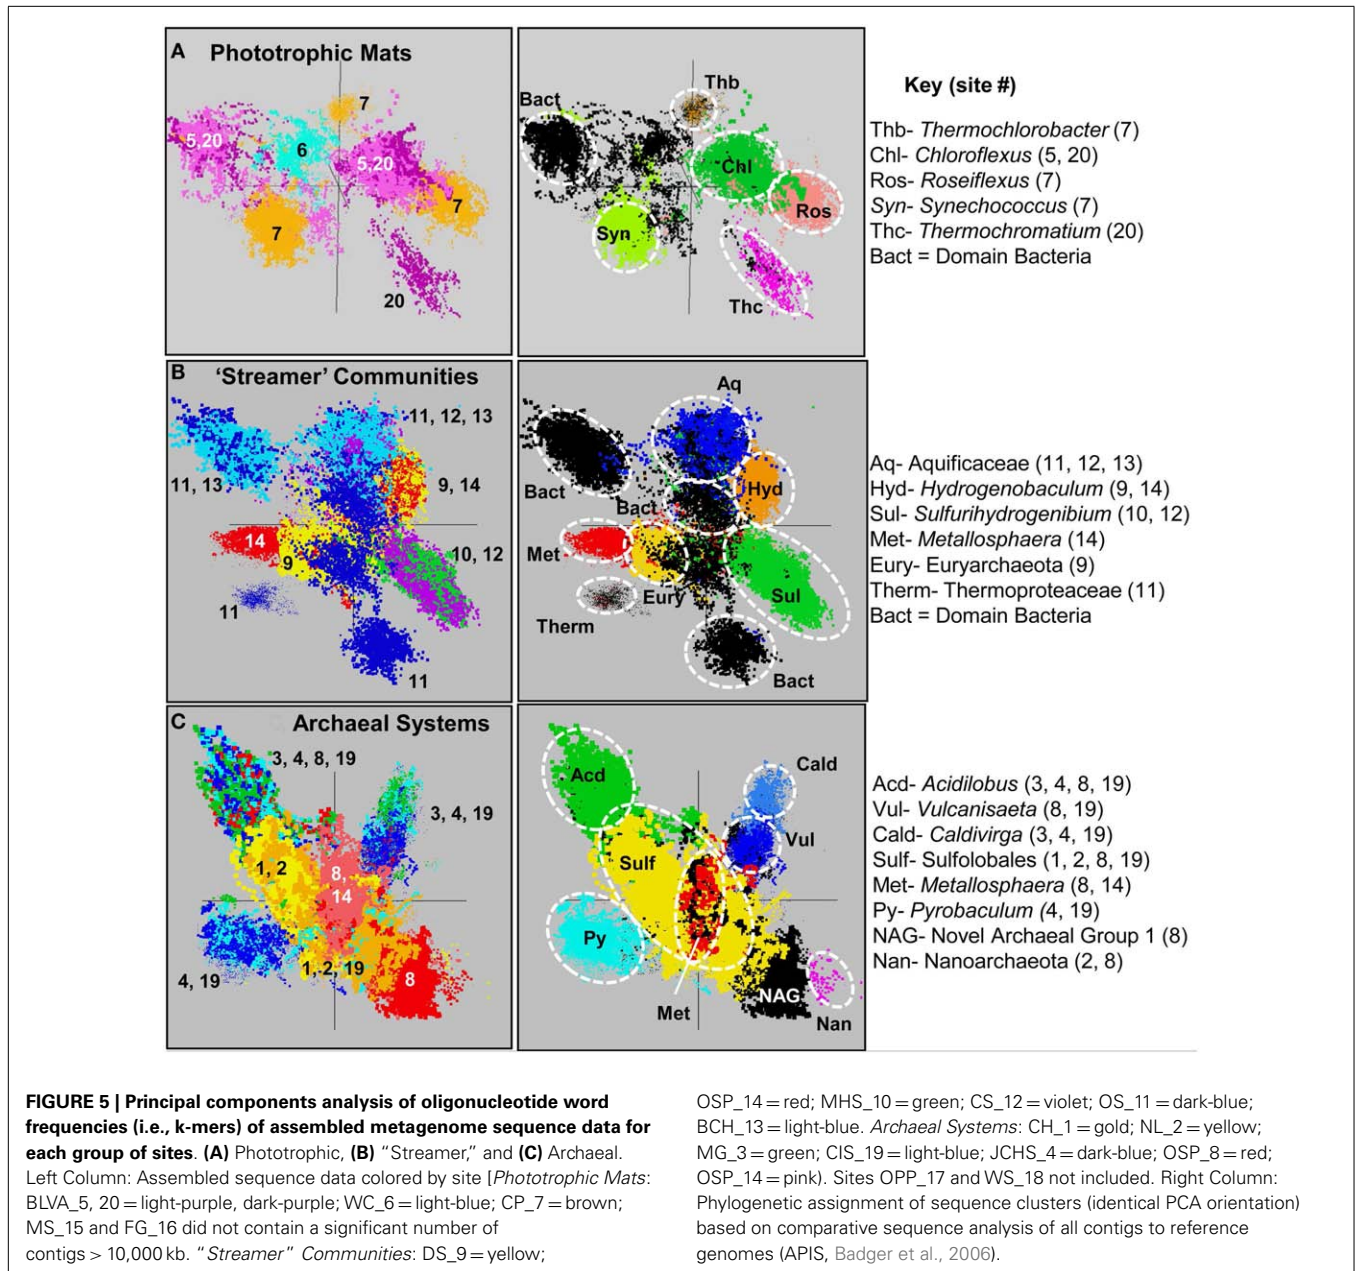 A Phototrophic Mats
7
5,20
6
5,20
7
7
20
Thb
Bact
Chl
Ros
Syn
Thc
Key (site #)
Thb- Thermochlorobacter (7)
Chl- Chloroflexus (5, 20)
Ros- Roseiflexus (7)
Syn- Synechococcus (7)
Thc- Thermochromatium (20)
Bact = Domain Bacteria
B 'Streamer' Communities
11, 12, 13
11, 13
9, 14
14
9
10, 12
11
11
Aq
Bact
Hyd
Bact
Met
Eury
Sul
Therm
Bact
Aq- Aquificaceae (11, 12, 13)
Hyd- Hydrogenobaculum (9, 14)
Sul- Sulfurihydrogenibium (10, 12)
Met- Metallosphaera (14)
Eury- Euryarchaeota (9)
Therm- Thermoproteaceae (11)
Bact = Domain Bacteria
C Archaeal Systems
3, 4, 8, 19
3, 4, 19
1, 2
8,
14
4, 19
1, 2, 19
8
Cald
Acd
Vul
Sulf
Py
NAG
Met
Nan
Acd- Acidilobus (3, 4, 8, 19)
Vul- Vulcanisaeta (8, 19)
Cald- Caldivirga (3, 4, 19)
Sulf- Sulfolobales (1, 2, 8, 19)
Met- Metallosphaera (8, 14)
Py- Pyrobaculum (4, 19)
NAG- Novel Archaeal Group 1 (8)
Nan- Nanoarchaeota (2, 8)
FIGURE 5 | Principal components analysis of oligonucleotide word
frequencies (i.e., k-mers) of assembled metagenome sequence data for
each group of sites. (A) Phototrophic, (B) "Streamer," and (C) Archaeal.
Left Column: Assembled sequence data colored by site [Phototrophic Mats:
BLVA_5, 20 = light-purple, dark-purple; WC_6 = light-blue; CP_7 = brown;
MS_15 and FG_16 did not contain a significant number of
contigs > 10,000 kb. "Streamer" Communities: DS_9 = yellow;
OSP_14 = red; MHS_10 = green; CS_12 = violet; OS_11 = dark-blue;
BCH_13 = light-blue. Archaeal Systems: CH_1 = gold; NL_2 = yellow;
MG_3 = green; CIS_19 = light-blue; JCHS_4 = dark-blue; OSP_8 = red;
OSP_14 = pink). Sites OPP_17 and WS_18 not included. Right Column:
Phylogenetic assignment of sequence clusters (identical PCA orientation)
based on comparative sequence analysis of all contigs to reference
genomes (APIS, Badger et al., 2006).